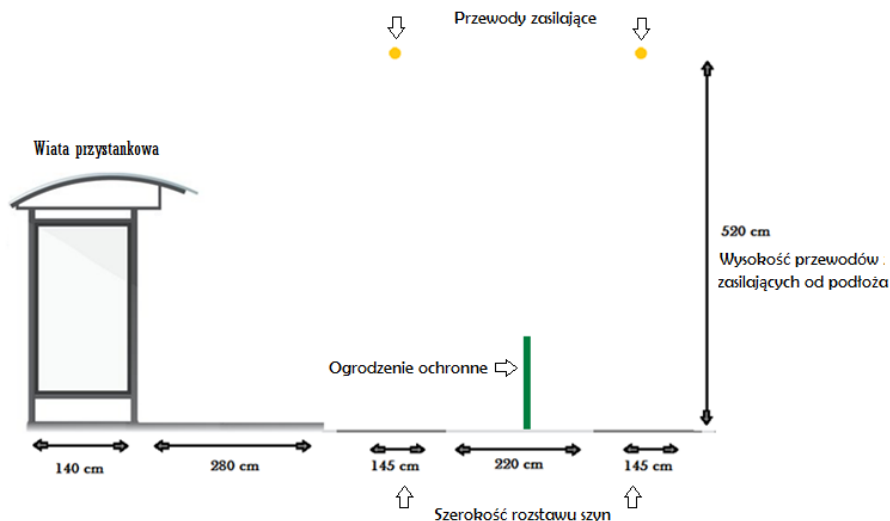 Przewody zasilające
Wiata przystankowa
520 cm
Wysokość przewodów
zasilających od podłoża
Ogrodzenie ochronne
140 cm
280 cm
145 cm
220 cm
145 cm
Szerokość rozstawu szyn